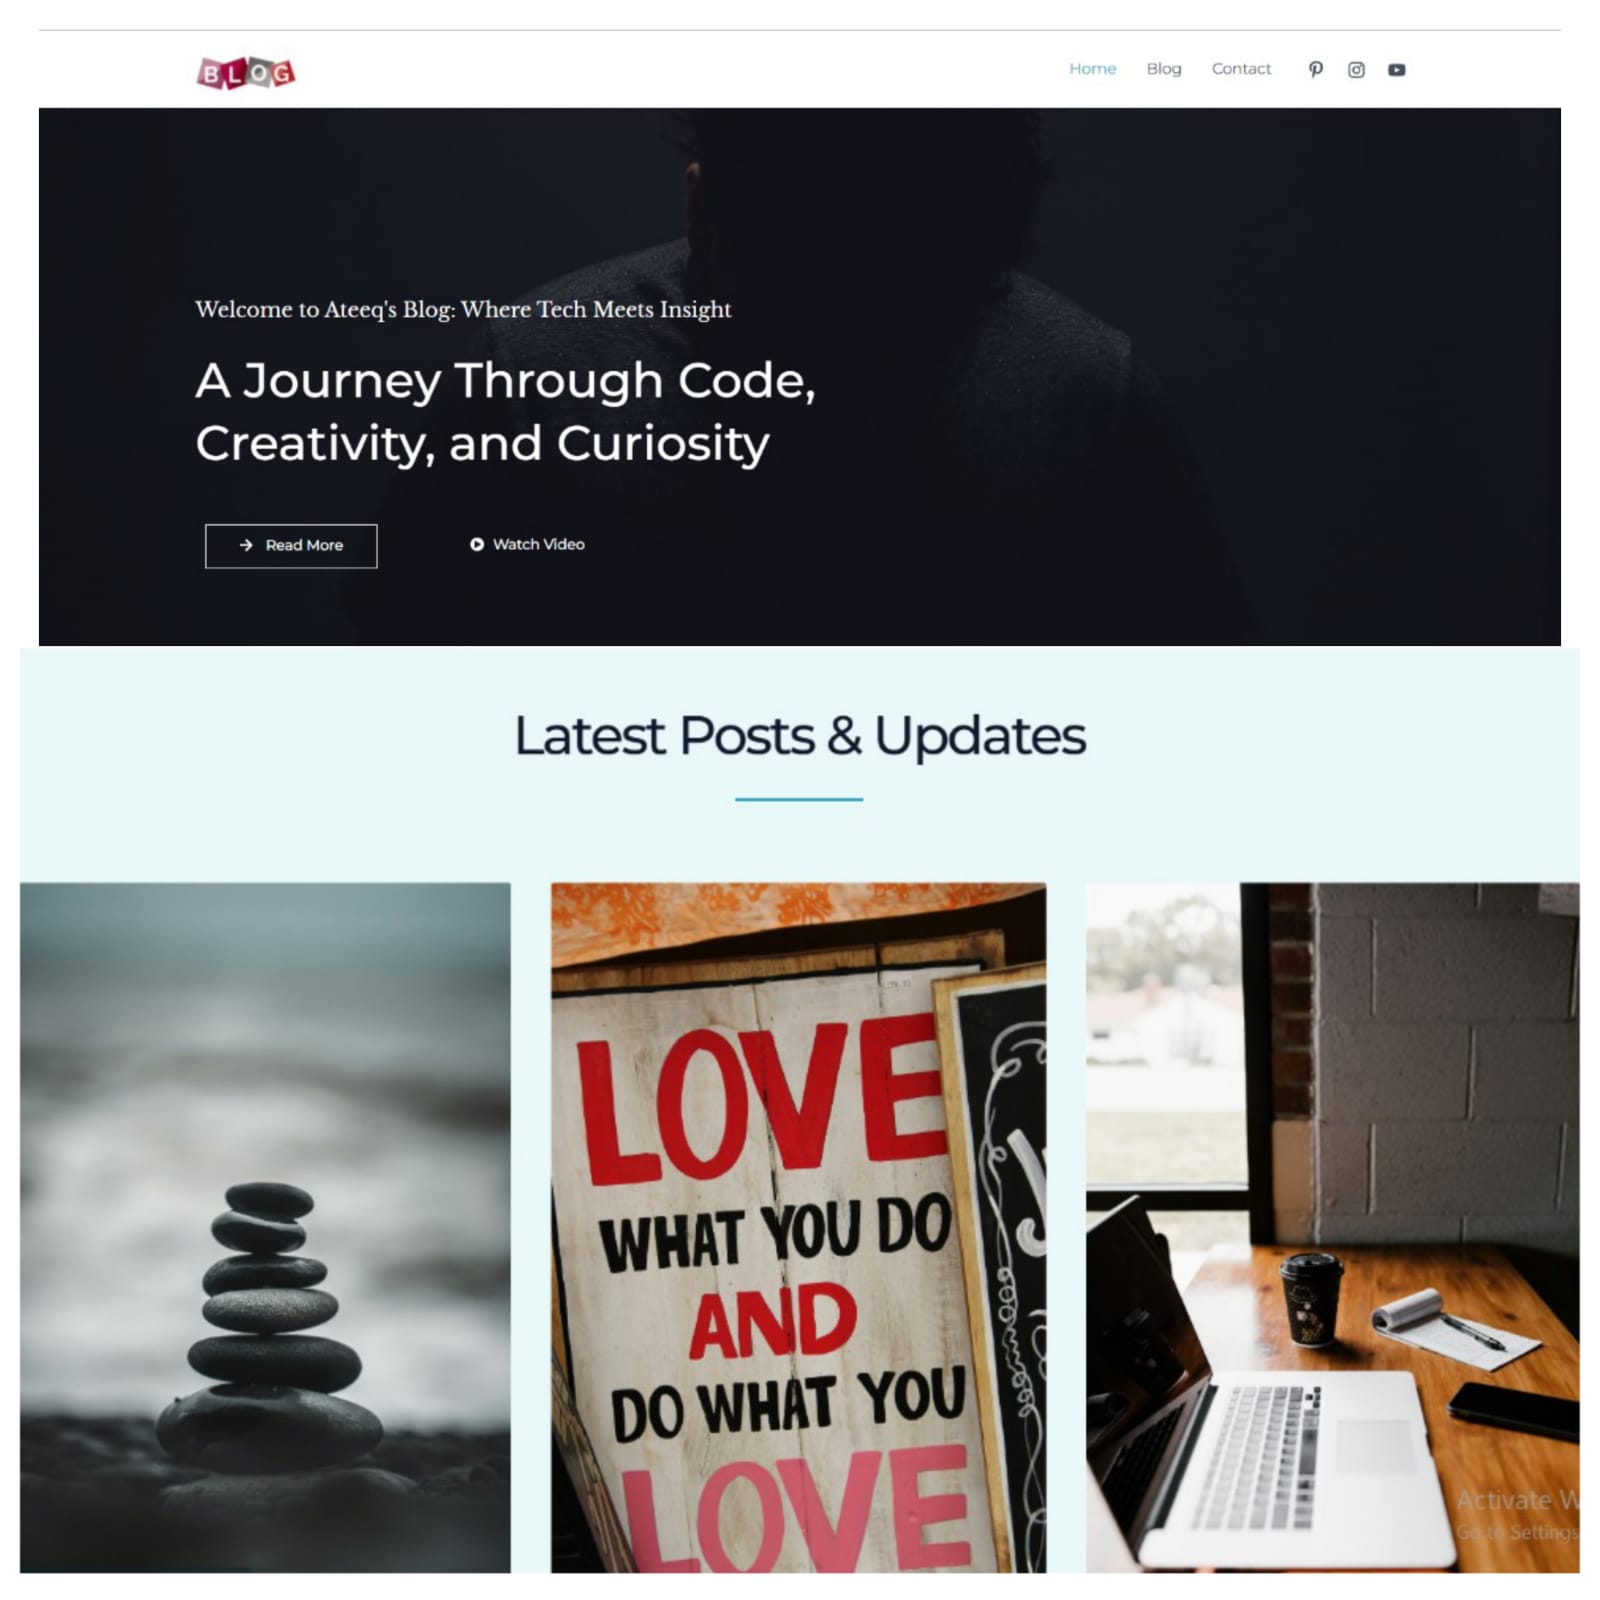 BLOG
Home Blog Contact
Welcome to Ateeq's Blog: Where Tech Meets Insight
A Journey Through Code,
Creativity, and Curiosity
Read More
Watch Video
Latest Posts & Updates
LOVE
WHAT YOU DO
AND
DO WHAT YOU
LOVE
Activate W
Go to Settings